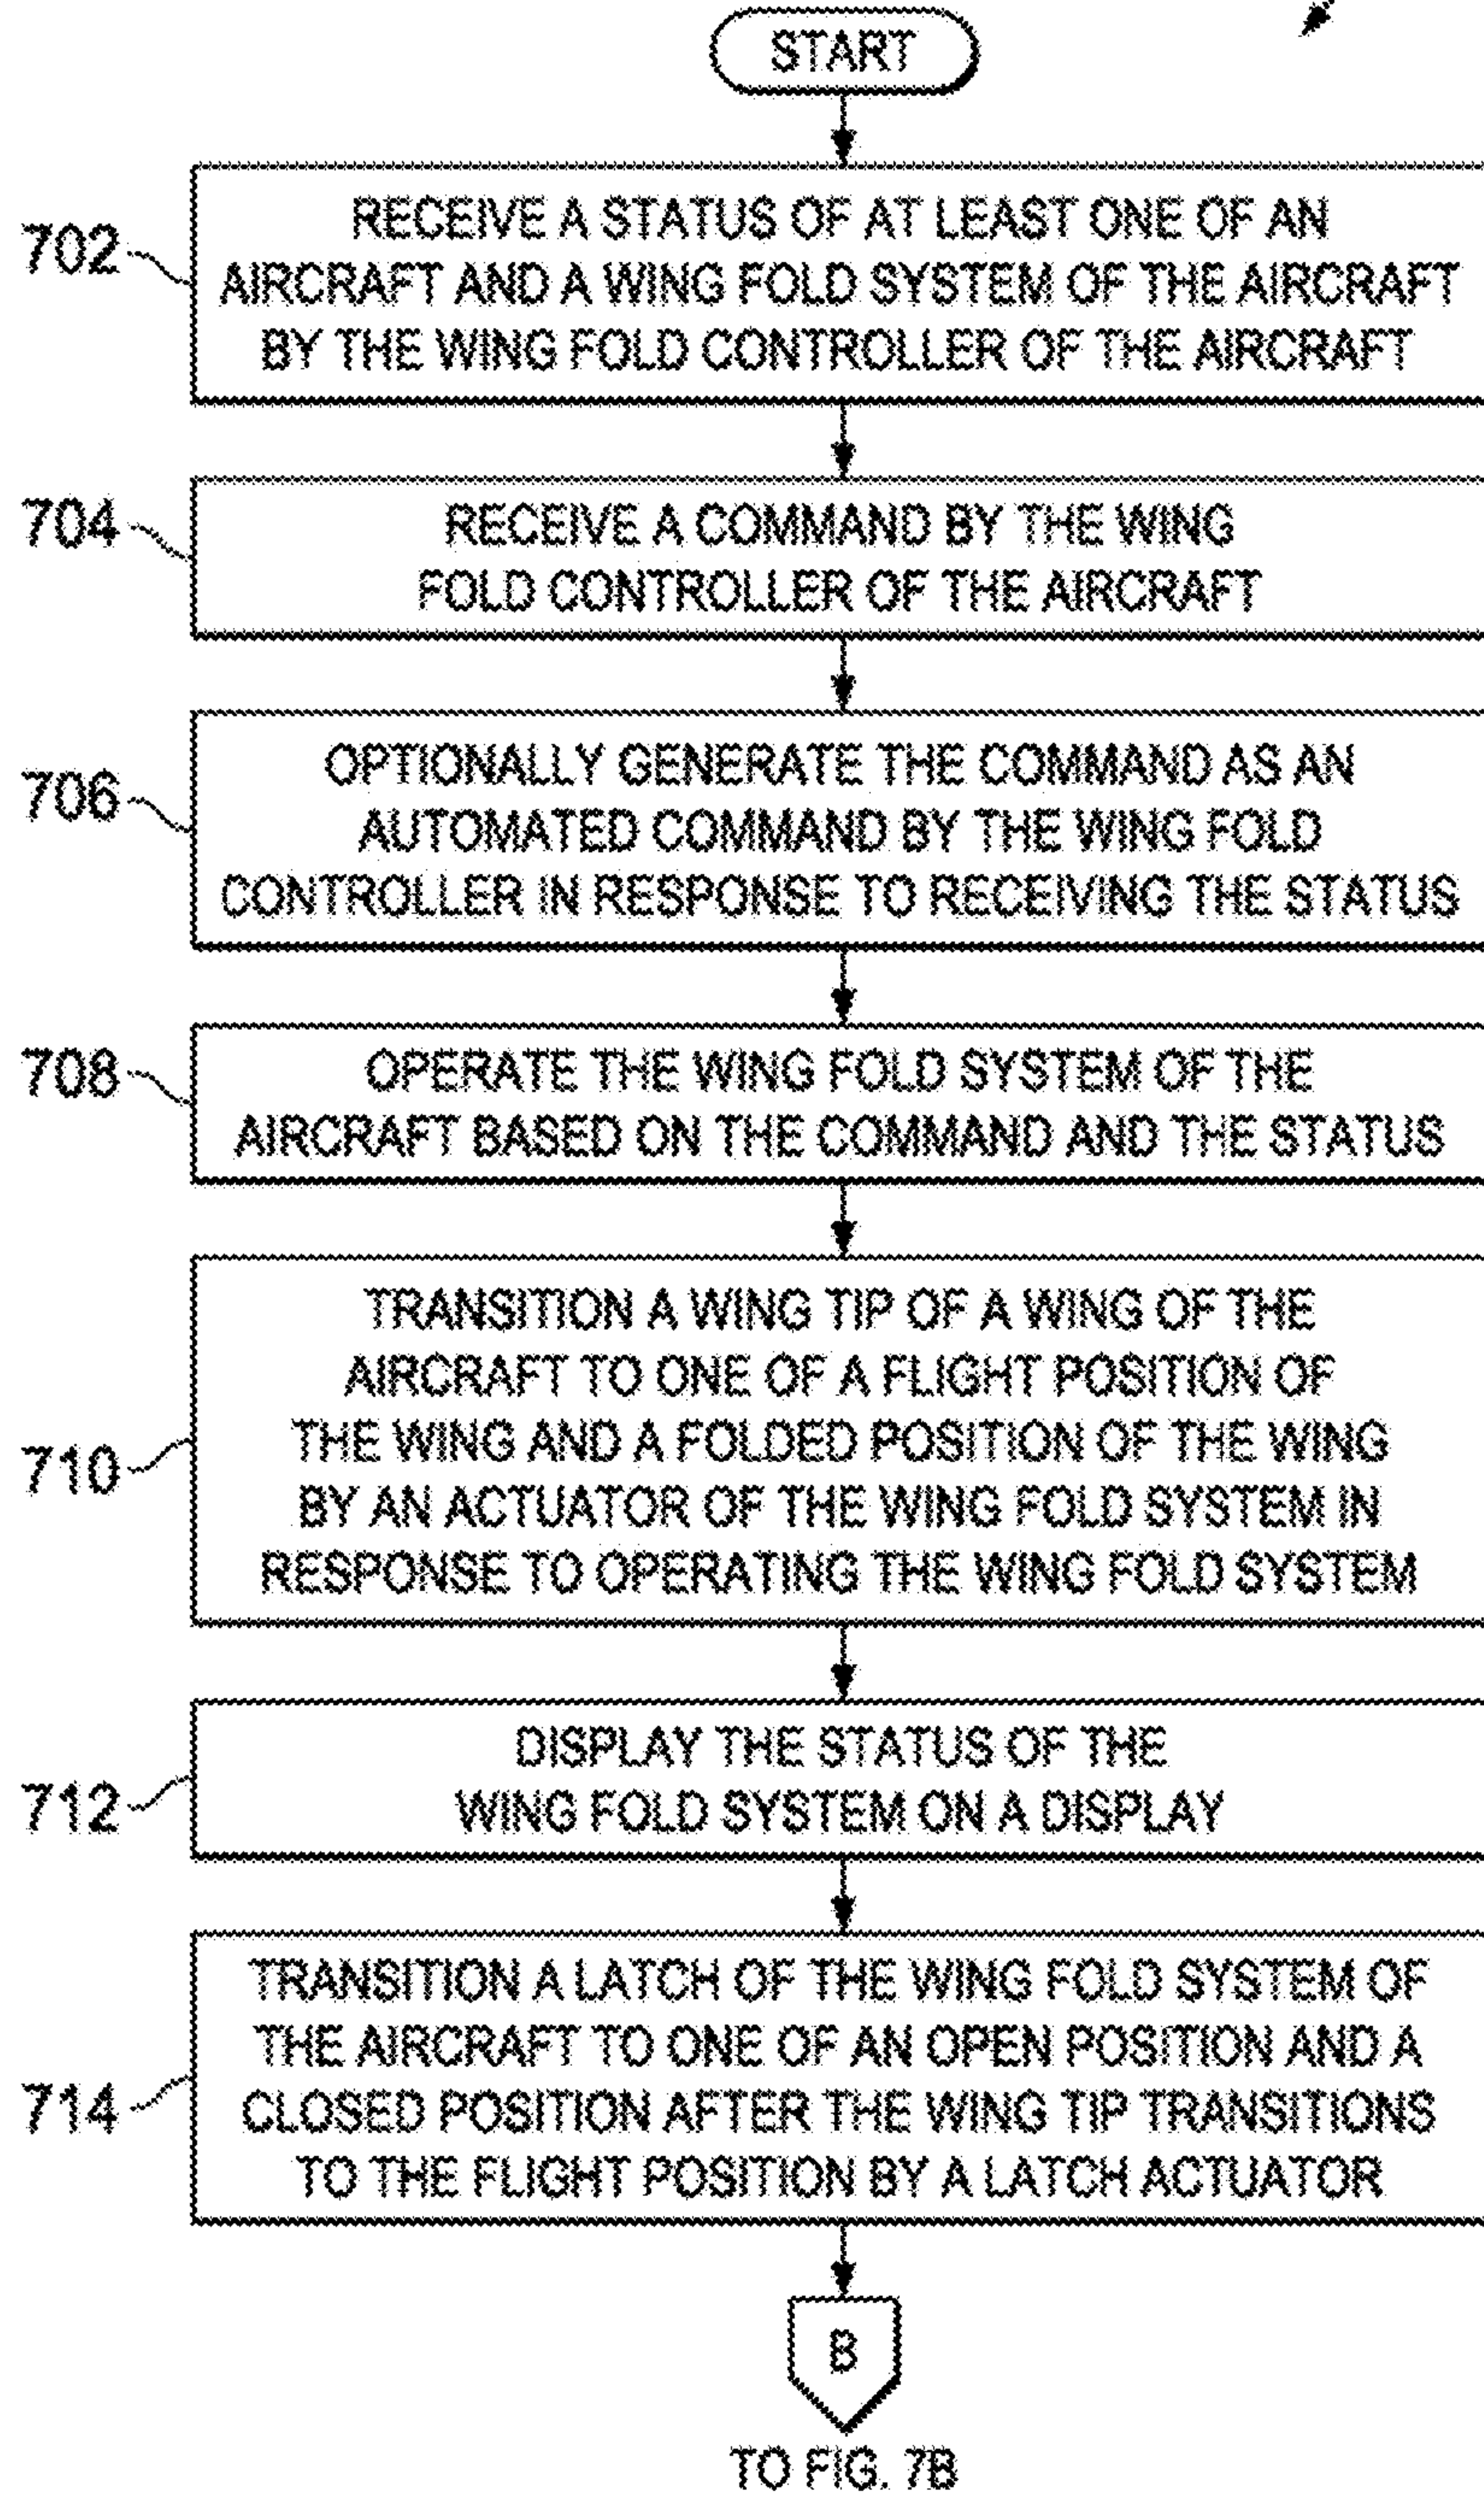 START
702
RECEIVE A STATUS OF AT LEAST ONE OF AN
AIRCRAFT AND A WING FOLD SYSTEM OF THE AIRCRAFT
BY THE WING FOLD CONTROLLER OF THE AIRCRAFT
704
RECEIVE A COMMAND BY THE WING
FOLD CONTROLLER OF THE AIRCRAFT
706
OPTIONALLY GENERATE THE COMMAND AS AN
AUTOMATED COMMAND BY THE WING FOLD
CONTROLLER IN RESPONSE TO RECEIVING THE STATUS
708
OPERATE THE WING FOLD SYSTEM OF THE
AIRCRAFT BASED ON THE COMMAND AND THE STATUS
710
TRANSITION A WING TIP OF A WING OF THE
AIRCRAFT TO ONE OF A FLIGHT POSITION OF
THE WING AND A FOLDED POSITION OF THE WING
BY AN ACTUATOR OF THE WING FOLD SYSTEM IN
RESPONSE TO OPERATING THE WING FOLD SYSTEM
712
DISPLAY THE STATUS OF THE
WING FOLD SYSTEM ON A DISPLAY
714
TRANSITION A LATCH OF THE WING FOLD SYSTEM OF
THE AIRCRAFT TO ONE OF AN OPEN POSITION AND A
CLOSED POSITION AFTER THE WING TIP TRANSITIONS
TO THE FLIGHT POSITION BY A LATCH ACTUATOR
B
TO FIG. 7B